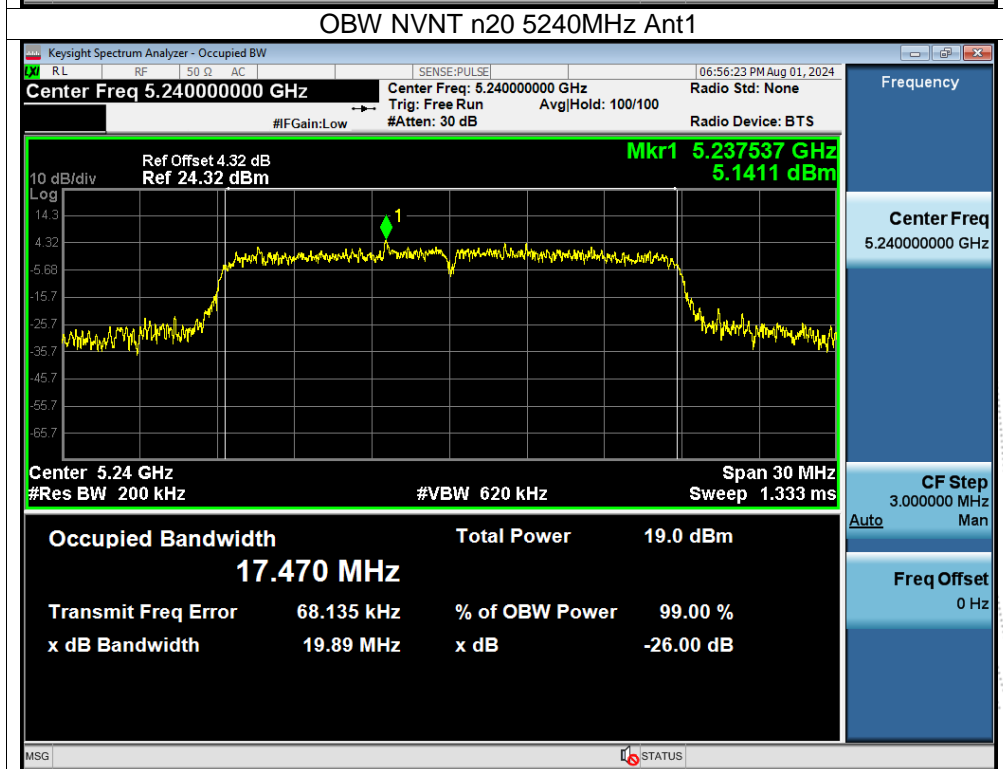 OBW NVNT n20 5240MHz Ant1
Keysight Spectrum Analyzer - Occupied BW
LXI RL RF 50 Ω AC SENSE:PULSE 06:56:23 PM Aug 01, 2024
Center Freq 5.240000000 GHz
Center Freq: 5.240000000 GHz
Radio Std: None
Trig: Free Run Avg|Hold: 100/100
#IFGain:Low
#Atten: 30 dB
Radio Device: BTS
Frequency
Mkr1 5.237537 GHz
5.1411 dBm
Ref Offset 4.32 dB
10 dB/div Ref 24.32 dBm
Log
14.3
1
4.32
-5.68
-15.7
-25.7
-35.7
-45.7
-55.7
-65.7
Center 5.24 GHz Span 30 MHz
#Res BW 200 kHz #VBW 620 kHz Sweep 1.333 ms
Center Freq
5.240000000 GHz
CF Step
3.000000 MHz
Auto Man
Freq Offset
0 Hz
Occupied Bandwidth Total Power 19.0 dBm
17.470 MHz
Transmit Freq Error 68.135 kHz % of OBW Power 99.00 %
x dB Bandwidth 19.89 MHz x dB -26.00 dB
MSG STATUS